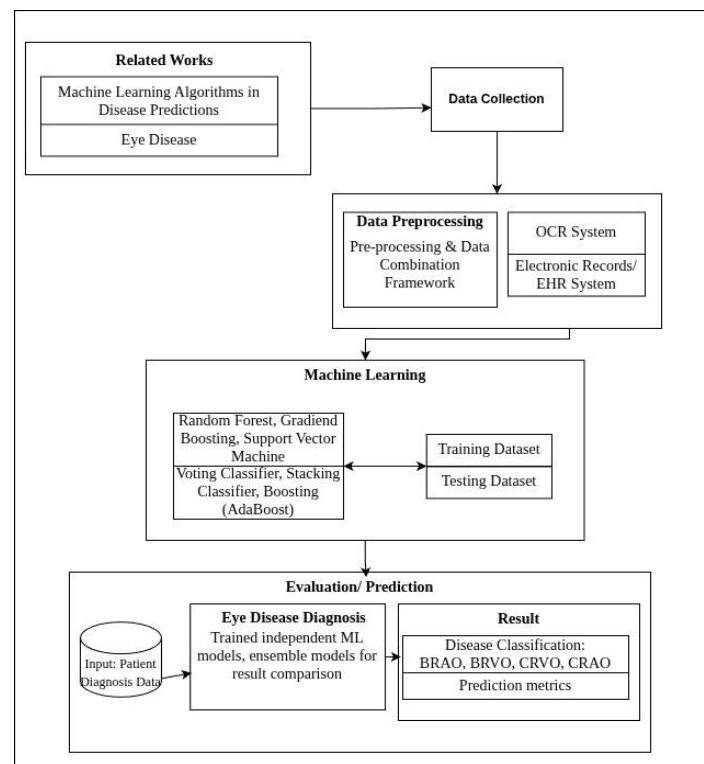 Related Works
Machine Learning Algorithms in
Disease Predictions
Eye Disease
Data Collection
Data Preprocessing
Pre-processing & Data
Combination
Framework
OCR System
Electronic Records/
EHR System
Machine Learning
Random Forest, Gradiend
Boosting, Support Vector
Machine
Voting Classifier, Stacking
Classifier, Boosting
(AdaBoost)
Training Dataset
Testing Dataset
Evaluation/ Prediction
Input: Patient
Diagnosis Data
Eye Disease Diagnosis
Trained independent ML
models, ensemble models for
result comparison
Result
Disease Classification:
BRAO, BRVO, CRVO, CRAO
Prediction metrics